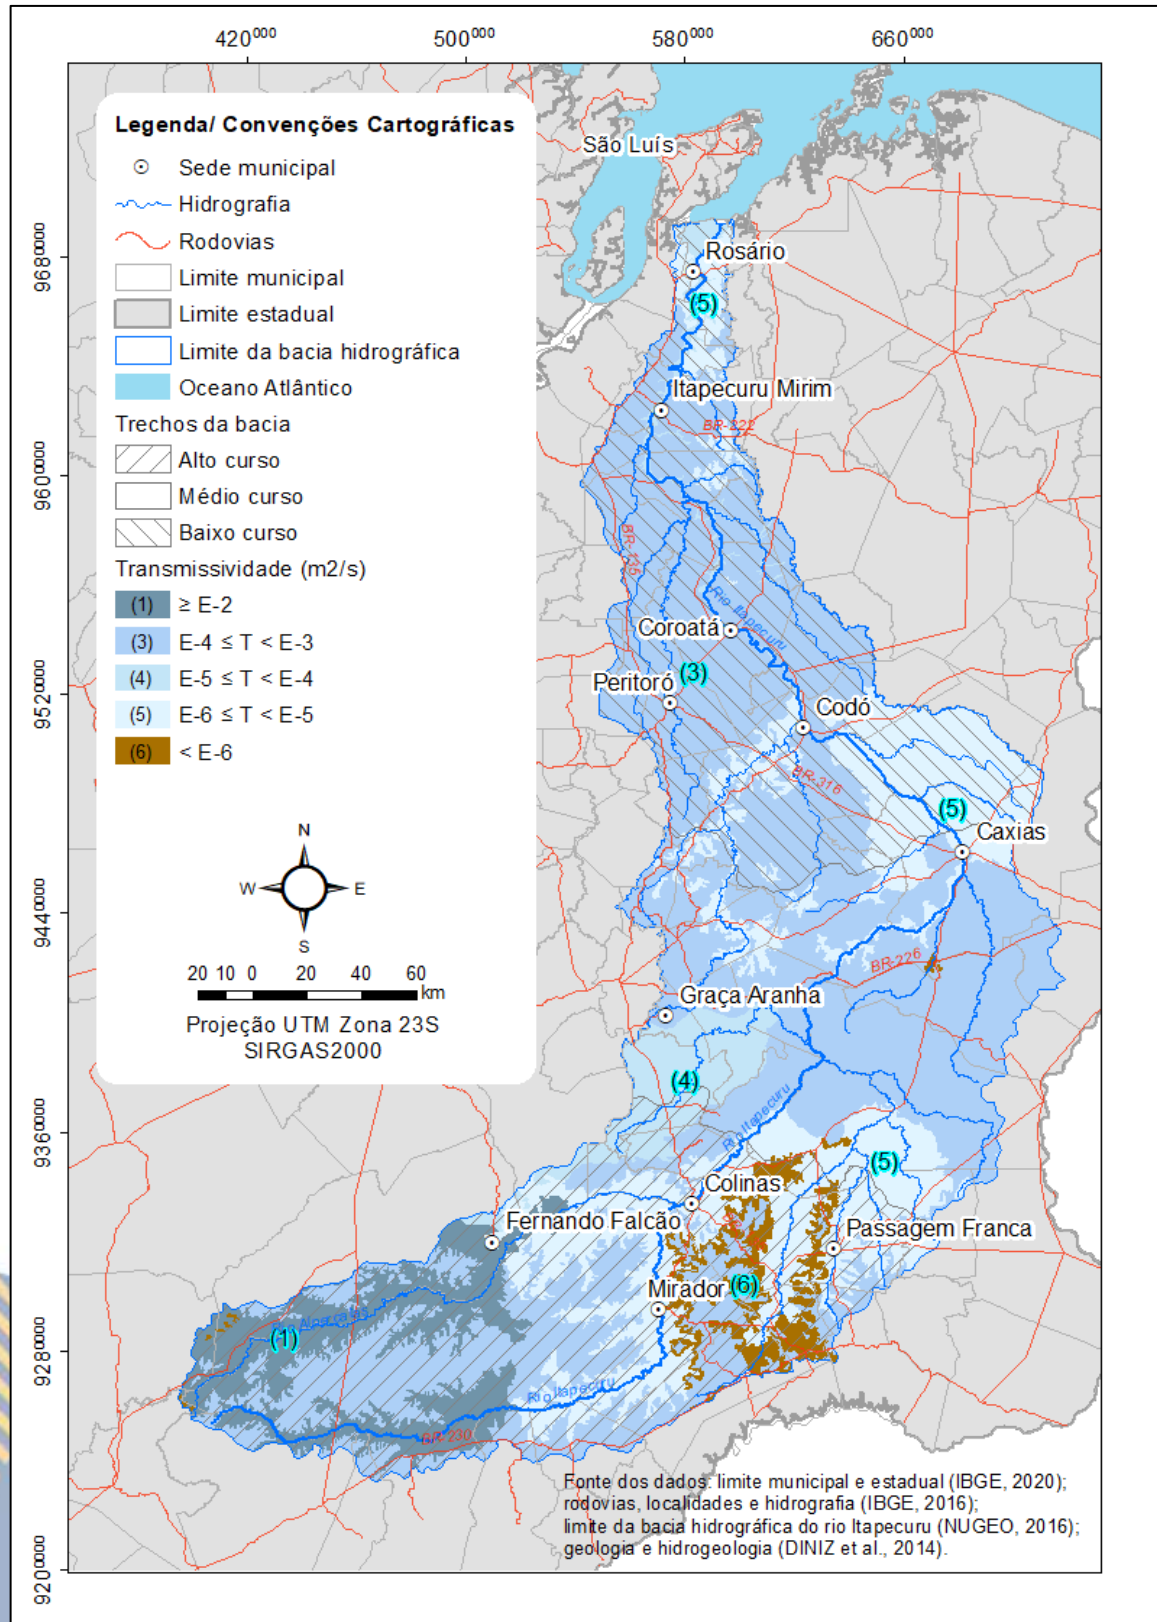 420000
500000
580000
660000
9680000
9600000
9520000
9440000
9360000
9280000
9200000
Legenda/ Convenções Cartográficas
Sede municipal
Hidrografia
Rodovias
Limite municipal
Limite estadual
Limite da bacia hidrográfica
Oceano Atlântico
Trechos da bacia
Alto curso
Médio curso
Baixo curso
Transmissividade (m2/s)
(1) ≥ E-2
(3) E-4 ≤ T < E-3
(4) E-5 ≤ T < E-4
(5) E-6 ≤ T < E-5
(6) < E-6
N
W E
S
20 10 0 20 40 60
km
Projeção UTM Zona 23S
SIRGAS2000
São Luís
Rosário
(5)
Itapecuru Mirim
BR-222
BR-135
Rio Itapecuru
Coroatá
Peritoró
(3)
Codó
BR-316
(5)
Caxias
BR-226
Graça Aranha
(4)
Rio Itapecuru
(5)
Colinas
Fernando Falcão
Passagem Franca
(6)
Mirador
(1)
Rio Itapecuru
BR-230
Fonte dos dados: limite municipal e estadual (IBGE, 2020);
rodovias, localidades e hidrografia (IBGE, 2016);
limite da bacia hidrográfica do rio Itapecuru (NUGEO, 2016);
geologia e hidrogeologia (DINIZ et al., 2014).